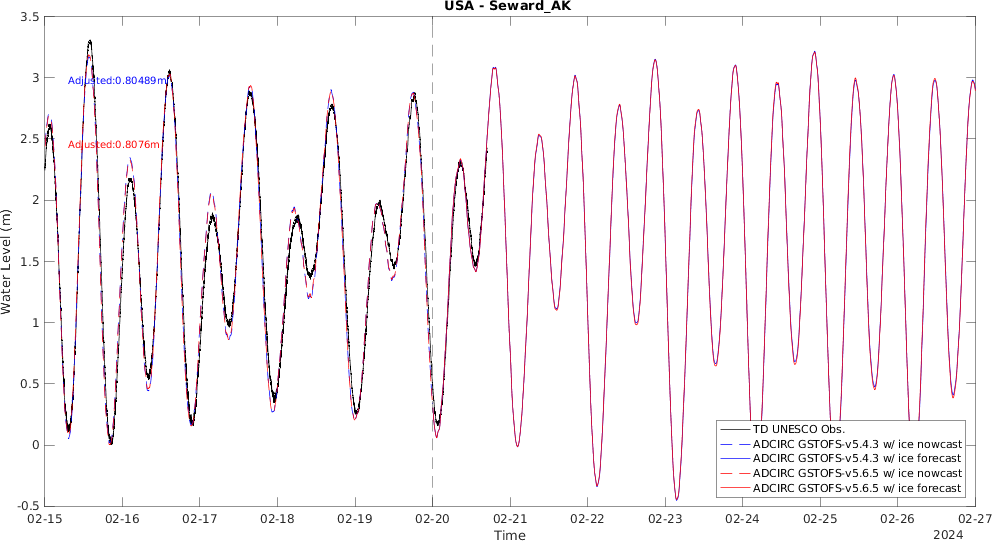 USA - Seward_AK
3.5
3
2.5
2
1.5
1
0.5
0
-0.5
Water Level (m)
Adjusted:0.80489m
Adjusted:0.8076m
TD UNESCO Obs.
ADCIRC GSTOFS-v5.4.3 w/ ice nowcast
ADCIRC GSTOFS-v5.4.3 w/ ice forecast
ADCIRC GSTOFS-v5.6.5 w/ ice nowcast
ADCIRC GSTOFS-v5.6.5 w/ ice forecast
02-15 02-16 02-17 02-18 02-19 02-20 02-21 02-22 02-23 02-24 02-25 02-26 02-27
Time
2024